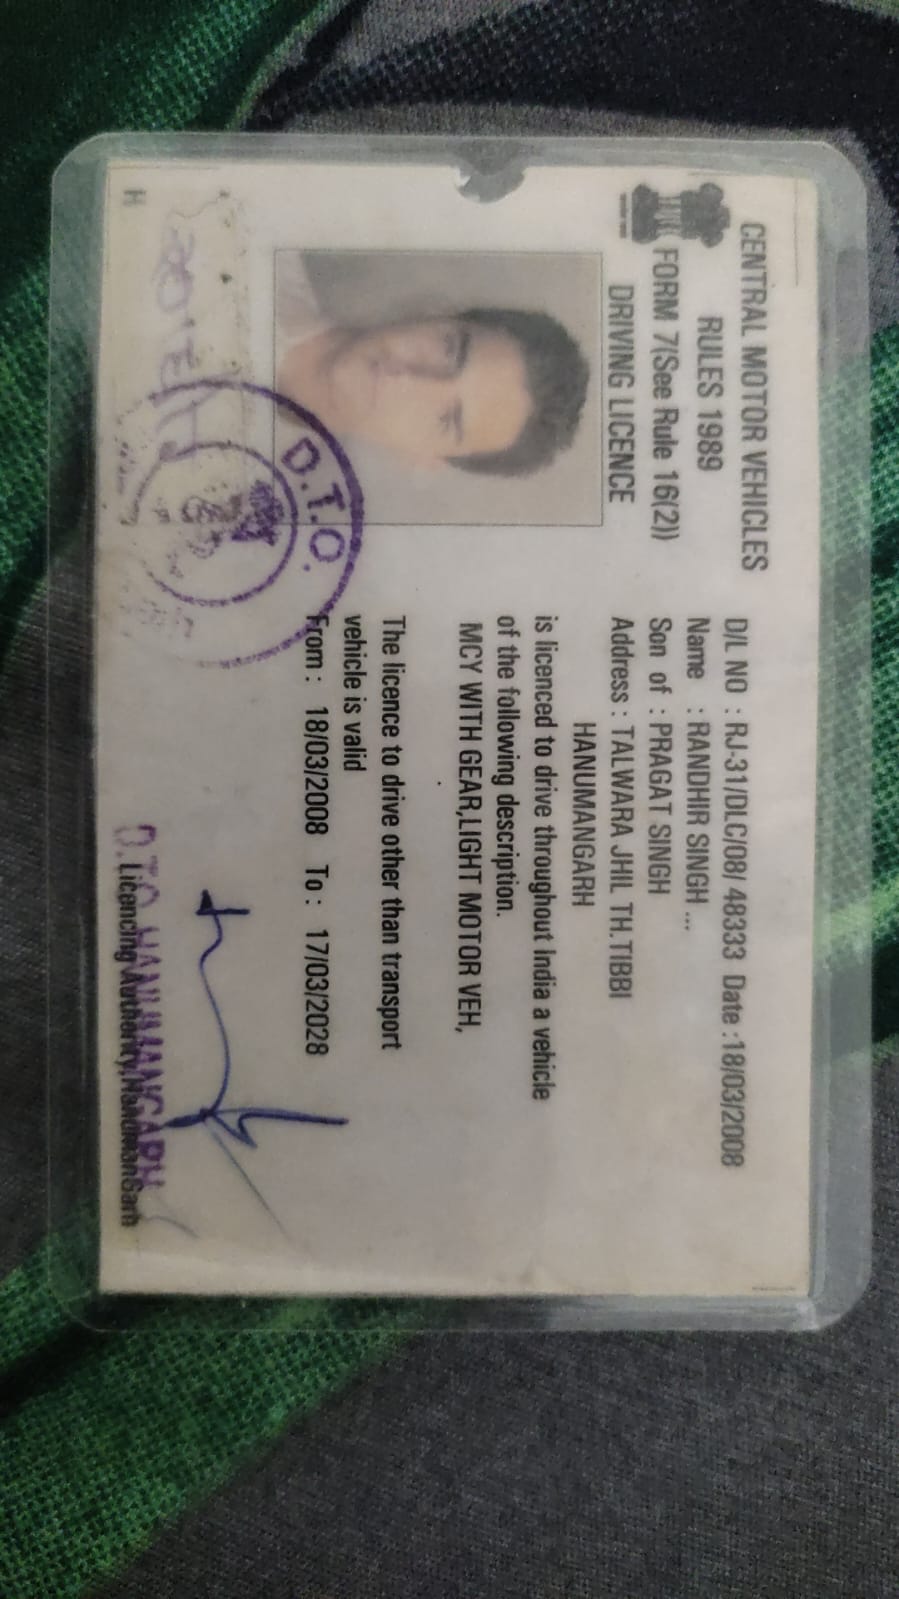 CENTRAL MOTOR VEHICLES
RULES 1989
FORM 7(See Rule 16(2))
DRIVING LICENCE
D.T.O.
H
D/L NO : RJ-31/DLC/08/ 48333 Date :18/03/2008
Name : RANDHIR SINGH ...
Son of : PRAGAT SINGH
Address : TALWARA JHIL TH.TIBBI
HANUMANGARH
is licenced to drive throughout India a vehicle
of the following description.
MCY WITH GEAR,LIGHT MOTOR VEH,
The licence to drive other than transport
vehicle is valid
From : 18/03/2008 To : 17/03/2028
D.T.O. HANUMANGARH
Licencing Authority,HanumanGarh